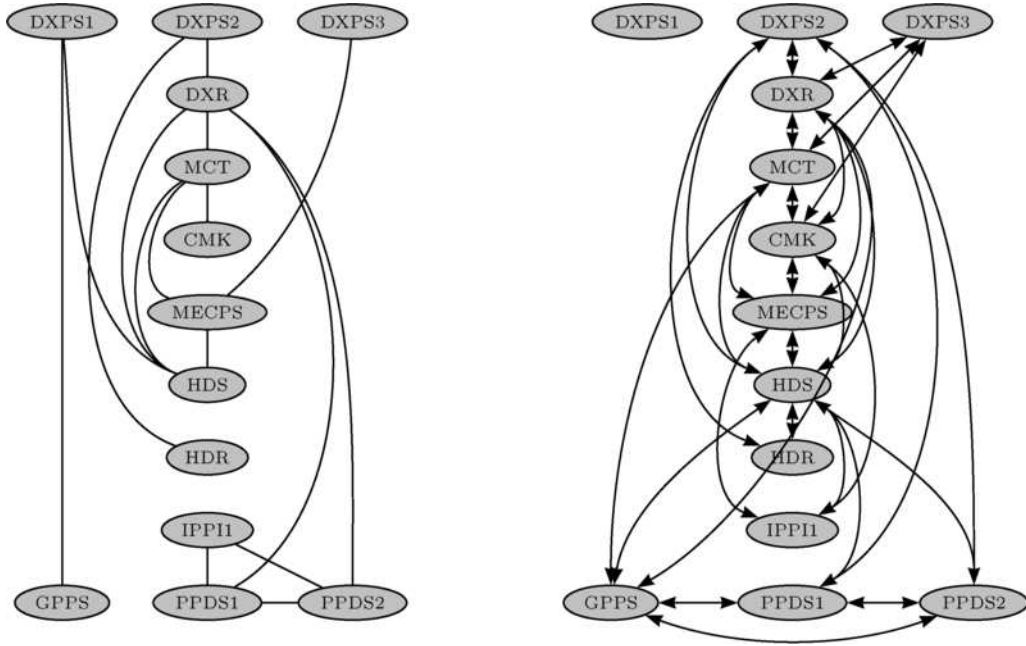 DXPS1 DXPS2 DXPS3
DXR
MCT
CMK
MECPS
HDS
HDR
IPPI1
GPPS PPDS1 PPDS2
DXPS1 DXPS2 DXPS3
DXR
MCT
CMK
MECPS
HDS
HDR
IPPI1
GPPS PPDS1 PPDS2